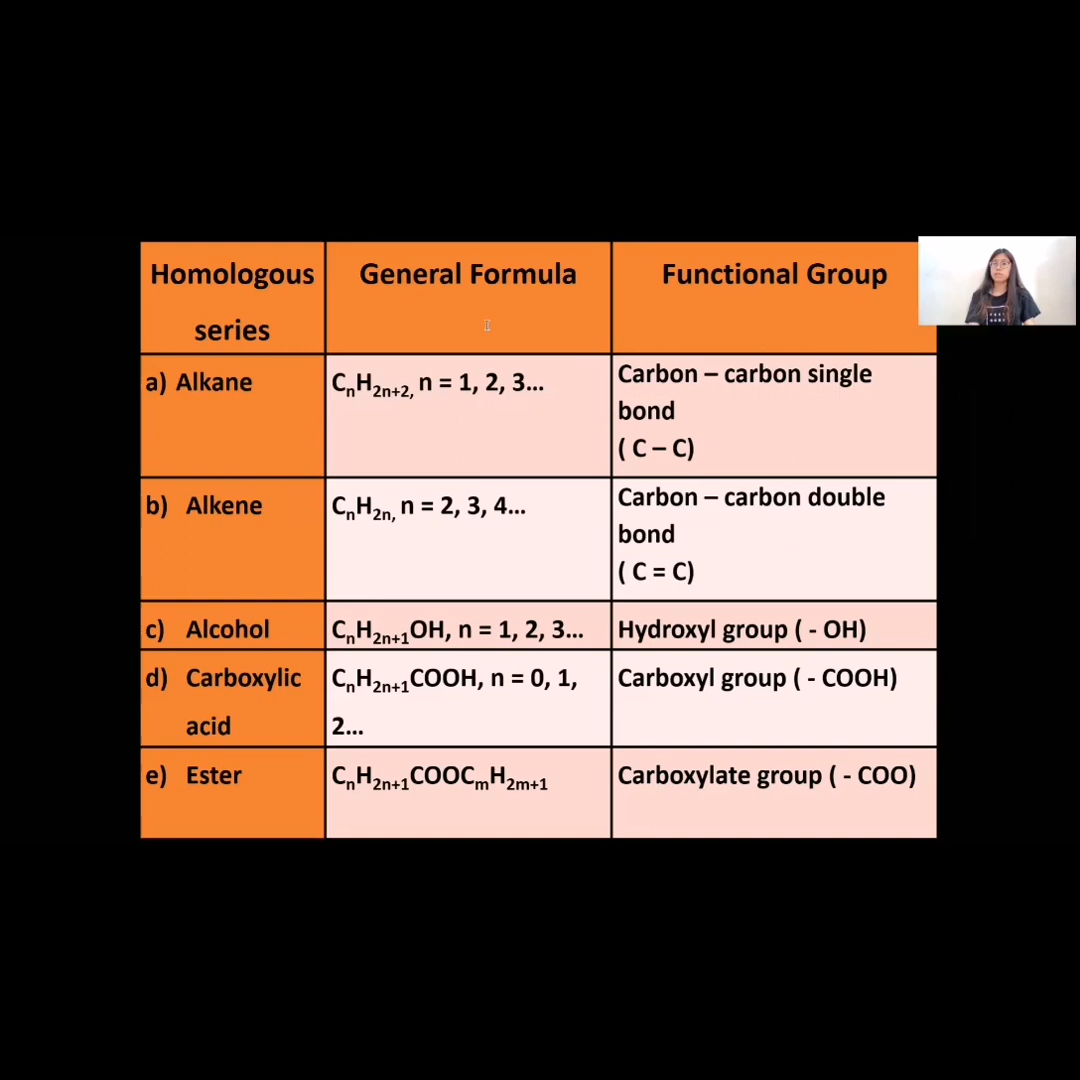 Homologous series
General Formula
Functional Group
a) Alkane
CₙH₂ₙ₊₂, n = 1, 2, 3...
Carbon – carbon single
bond
( C – C)
b) Alkene
CₙH₂ₙ, n = 2, 3, 4...
Carbon – carbon double
bond
( C = C)
c) Alcohol
CₙH₂ₙ₊₁OH, n = 1, 2, 3...
Hydroxyl group ( - OH)
d) Carboxylic
acid
CₙH₂ₙ₊₁COOH, n = 0, 1,
2...
Carboxyl group ( - COOH)
e) Ester
CₙH₂ₙ₊₁COOCₘH₂ₘ₊₁
Carboxylate group ( - COO)